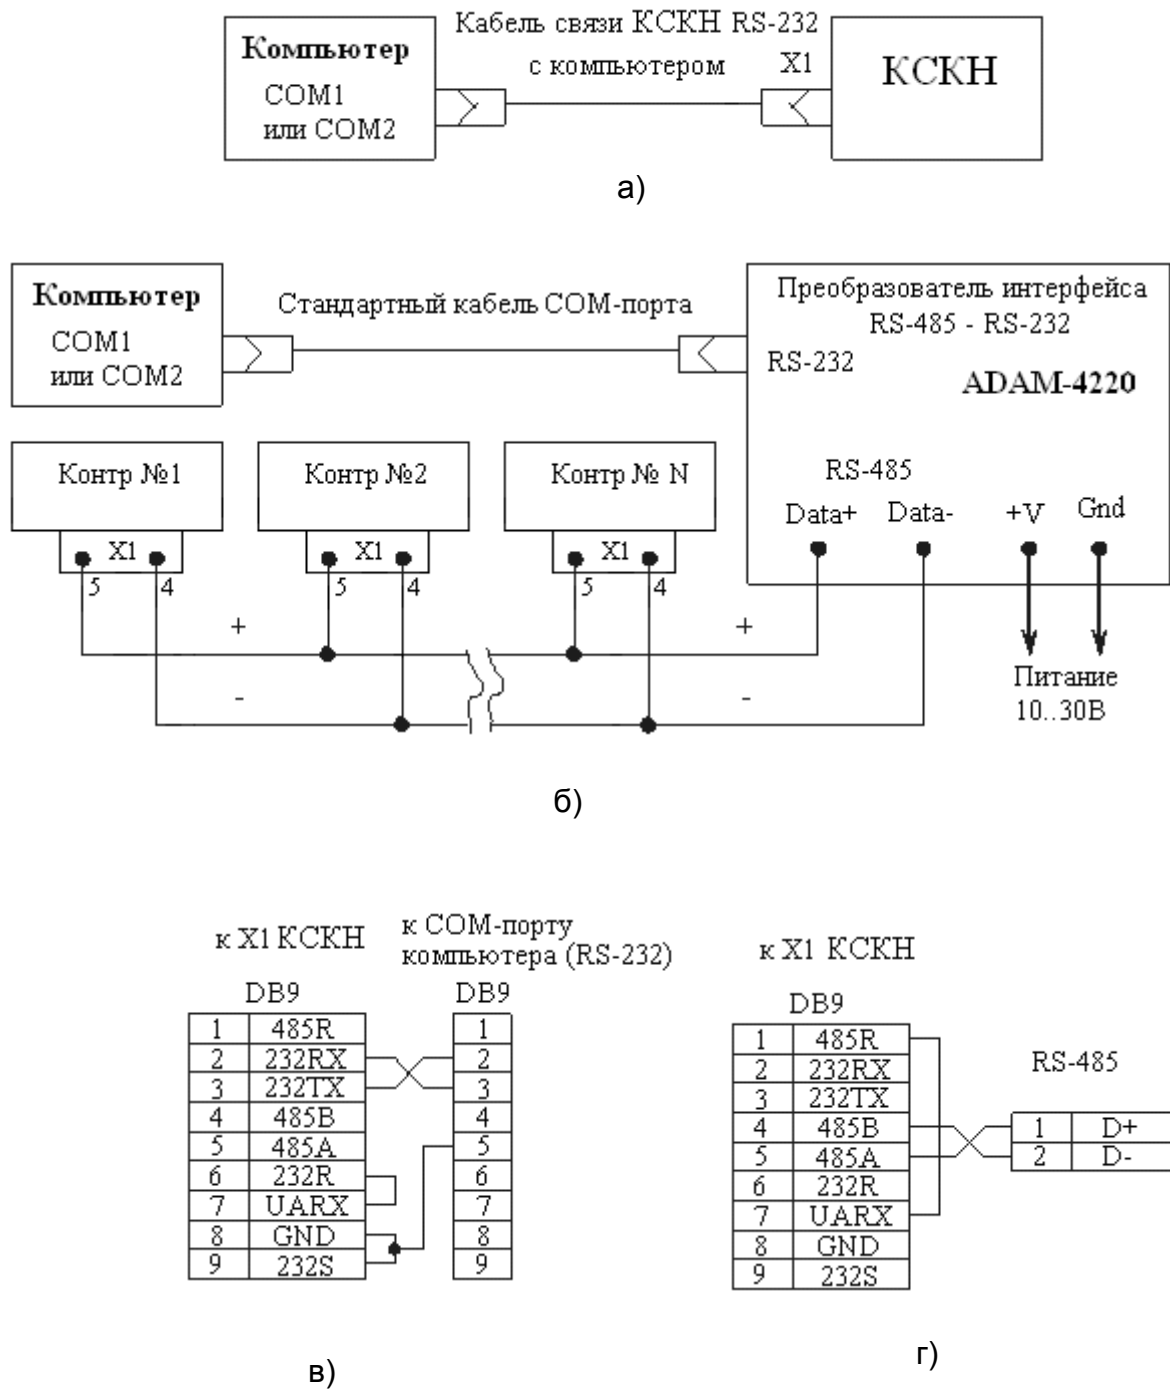 Кабель связи КСКН RS-232
с компьютером
Компьютер
COM1
или COM2
X1
КСКН
а)
Компьютер
COM1
или COM2
Стандартный кабель COM-порта
Преобразователь интерфейса
RS-485 - RS-232
RS-232
ADAM-4220
RS-485
Data+ Data- +V Gnd
Контр №1
X1
5 4
Контр №2
X1
5 4
Контр № N
X1
5 4
+ +
- -
Питание
10..30В
б)
к X1 КСКН
к COM-порту
компьютера (RS-232)
DB9 DB9
1 485R 1
2 232RX 2
3 232TX 3
4 485B 4
5 485A 5
6 232R 6
7 UARX 7
8 GND 8
9 232S 9
в)
к X1 КСКН
DB9
1 485R
2 232RX
3 232TX
4 485B
5 485A
6 232R
7 UARX
8 GND
9 232S
RS-485
1 D+
2 D-
г)